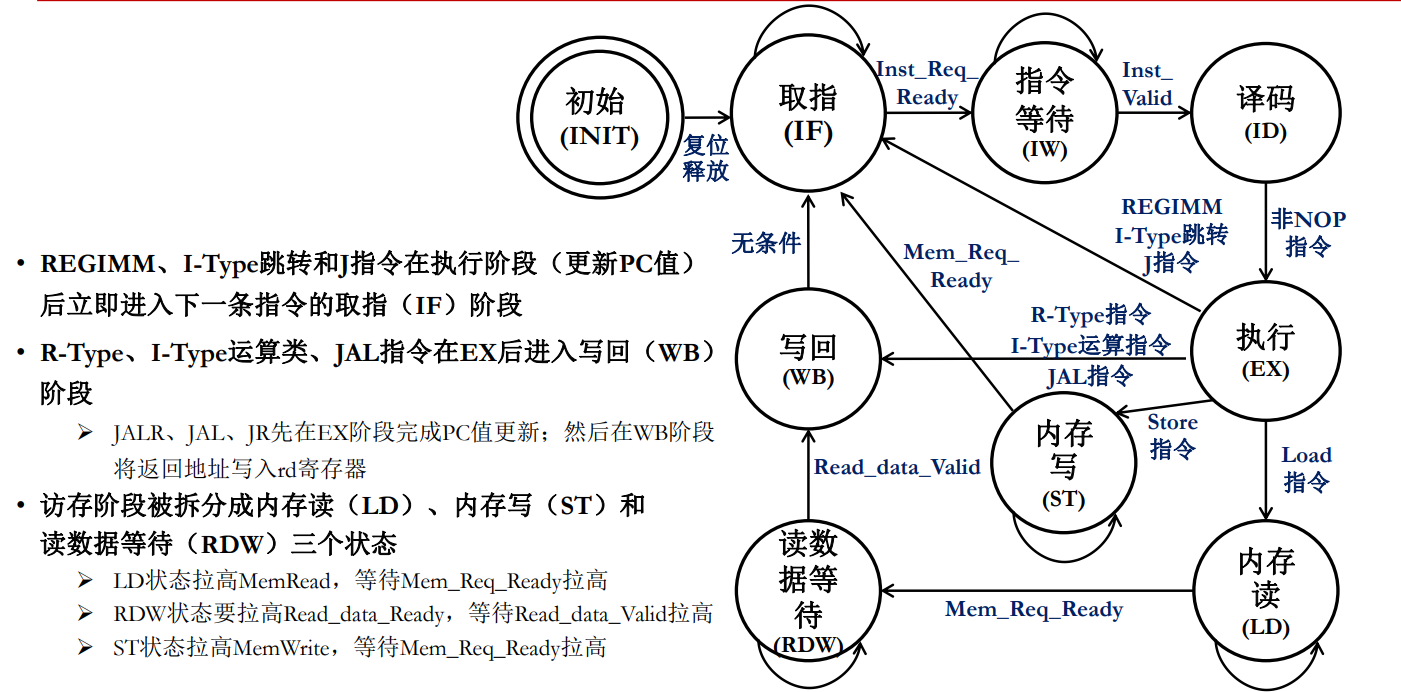 初始
(INIT)
复位
释放
取指
(IF)
Inst_Req_
Ready
指令
等待
(IW)
Inst_
Valid
译码
(ID)
非NOP
指令
REGIMM
I-Type跳转
J指令
执行
(EX)
无条件
Mem_Req_
Ready
R-Type指令
I-Type运算指令
JAL指令
写回
(WB)
Store
指令
内存
写
(ST)
Load
指令
Read_data_Valid
读数
据等
待
(RDW)
Mem_Req_Ready
内存
读
(LD)
• REGIMM、I-Type跳转和J指令在执行阶段（更新PC值）
后立即进入下一条指令的取指（IF）阶段
• R-Type、I-Type运算类、JAL指令在EX后进入写回（WB）
阶段
➢ JALR、JAL、JR先在EX阶段完成PC值更新；然后在WB阶段
将返回地址写入rd寄存器
• 访存阶段被拆分成内存读（LD）、内存写（ST）和
读数据等待（RDW）三个状态
➢ LD状态拉高MemRead，等待Mem_Req_Ready拉高
➢ RDW状态要拉高Read_data_Ready，等待Read_data_Valid拉高
➢ ST状态拉高MemWrite，等待Mem_Req_Ready拉高